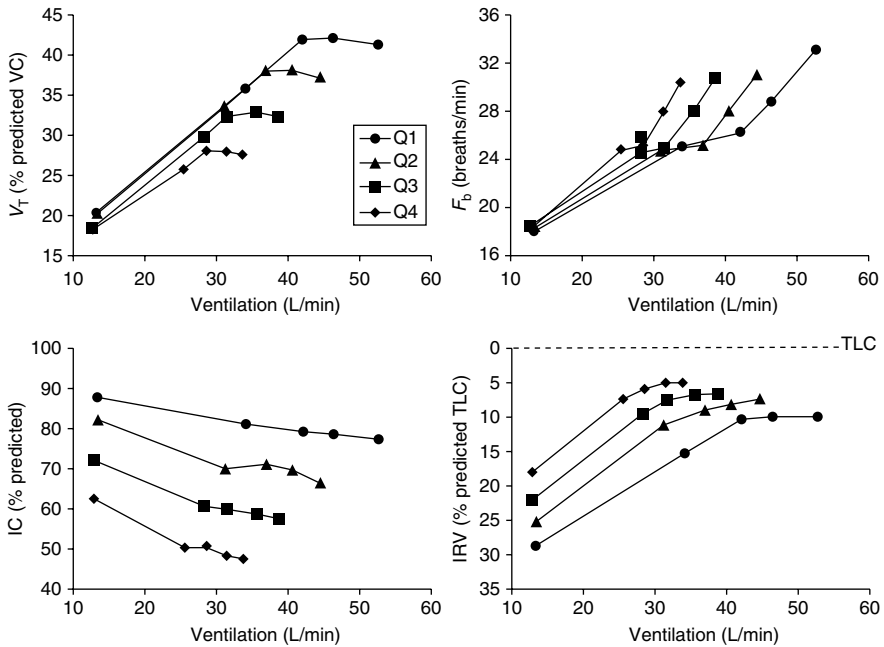 V_T (% predicted VC)
45
40
35
30
25
20
15
10 20 30 40 50 60
Ventilation (L/min)
Q1
Q2
Q3
Q4
F_b (breaths/min)
36
32
28
24
20
16
10 20 30 40 50 60
Ventilation (L/min)
IC (% predicted)
100
90
80
70
60
50
40
10 20 30 40 50 60
Ventilation (L/min)
IRV (% predicted TLC)
0
5
10
15
20
25
30
35
TLC
10 20 30 40 50 60
Ventilation (L/min)